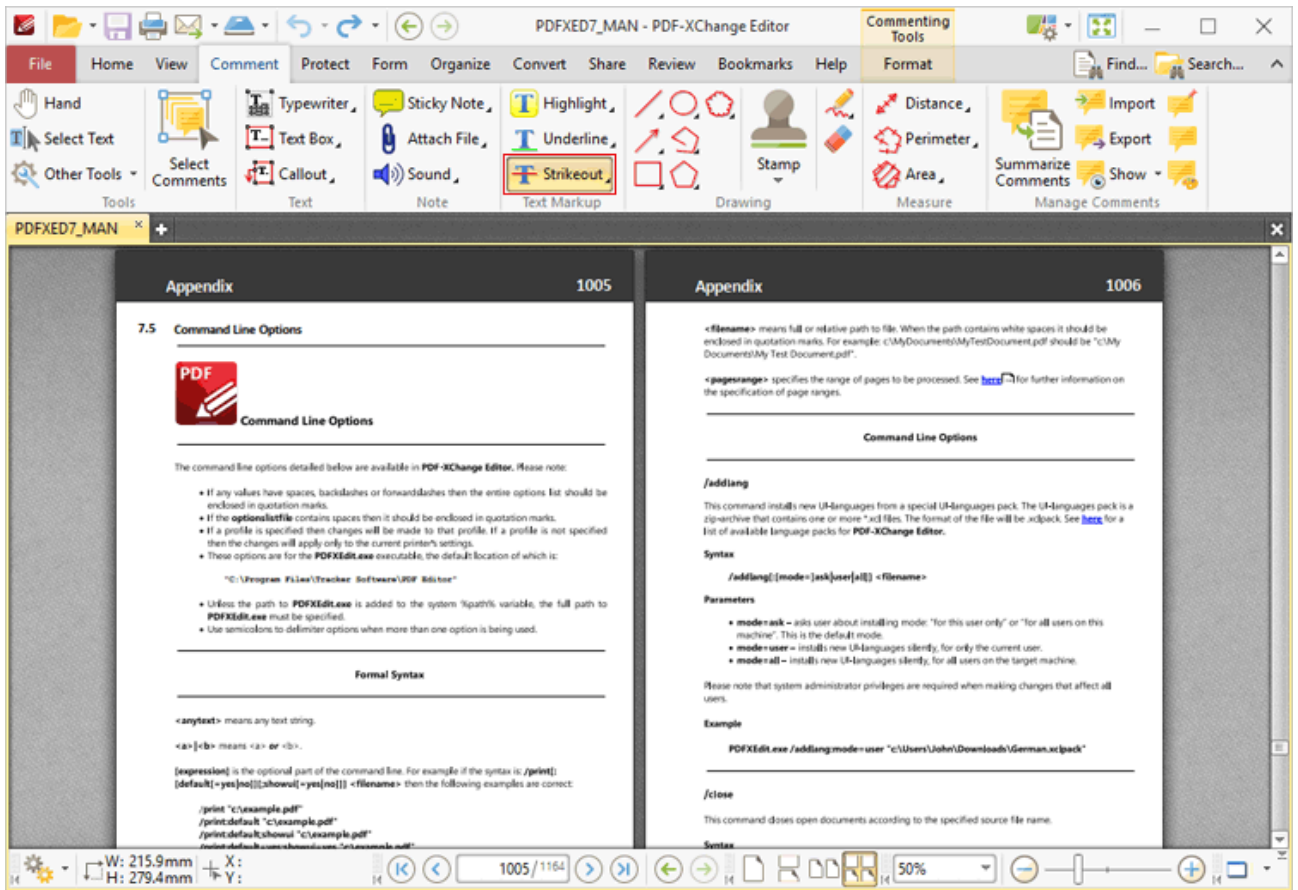 PDFXED7_MAN - PDF-XChange Editor
Commenting Tools
File Home View Comment Protect Form Organize Convert Share Review Bookmarks Help Format Find... Search...
Hand
Select Text
Other Tools
Select Comments
Tools
Typewriter
Text Box
Callout
Text
Sticky Note
Attach File
Sound
Note
Highlight
Underline
Strikeout
Text Markup
Stamp
Drawing
Distance
Perimeter
Area
Measure
Summarize Comments
Import
Export
Show
Manage Comments
PDFXED7_MAN
Appendix 1005
7.5 Command Line Options
PDF
Command Line Options
The command line options detailed below are available in PDF-XChange Editor. Please note:
• If any values have spaces, backslashes or forwardslashes then the entire options list should be
enclosed in quotation marks.
• If the optionslistfile contains spaces then it should be enclosed in quotation marks.
• If a profile is specified then changes will be made to that profile. If a profile is not specified
then the changes will apply only to the current printer's settings.
• These options are for the PDFXEdit.exe executable, the default location of which is:
"C:\Program Files\Tracker Software\PDF Editor"
• Unless the path to PDFXEdit.exe is added to the system %path% variable, the full path to
PDFXEdit.exe must be specified.
• Use semicolons to delimiter options when more than one option is being used.
Formal Syntax
<anytext> means any text string.
<a>|<b> means <a> or <b>.
[expression] is the optional part of the command line. For example if the syntax is: /print[:
[default[=yes|no]][;showui[=yes|no]]] <filename> then the following examples are correct:
/print "c:\example.pdf"
/print:default "c:\example.pdf"
/print:default;showui "c:\example.pdf"
/print:default=yes;showui=yes "c:\example.pdf"
Appendix 1006
<filename> means full or relative path to file. When the path contains white spaces it should be
enclosed in quotation marks. For example: c:\MyDocuments\MyTestDocument.pdf should be "c:\My
Documents\My Test Document.pdf".
<pagesrange> specifies the range of pages to be processed. See here for further information on
the specification of page ranges.
Command Line Options
/addlang
This command installs new UI-languages from a special UI-languages pack. The UI-languages pack is a
zip-archive that contains one or more *.xcl files. The format of the file will be .xclpack. See here for a
list of available language packs for PDF-XChange Editor.
Syntax
/addlang[:[mode=]ask|user|all[]] <filename>
Parameters
• mode=ask – asks user about installing mode: "for this user only" or "for all users on this
machine". This is the default mode.
• mode=user – installs new UI-languages silently, for only the current user.
• mode=all – installs new UI-languages silently, for all users on the target machine.
Please note that system administrator privileges are required when making changes that affect all
users.
Example
PDFXEdit.exe /addlang:mode=user "c:\Users\John\Downloads\German.xclpack"
/close
This command closes open documents according to the specified source file name.
Syntax
W: 215.9mm
H: 279.4mm
X:
Y:
1005/1164
50%